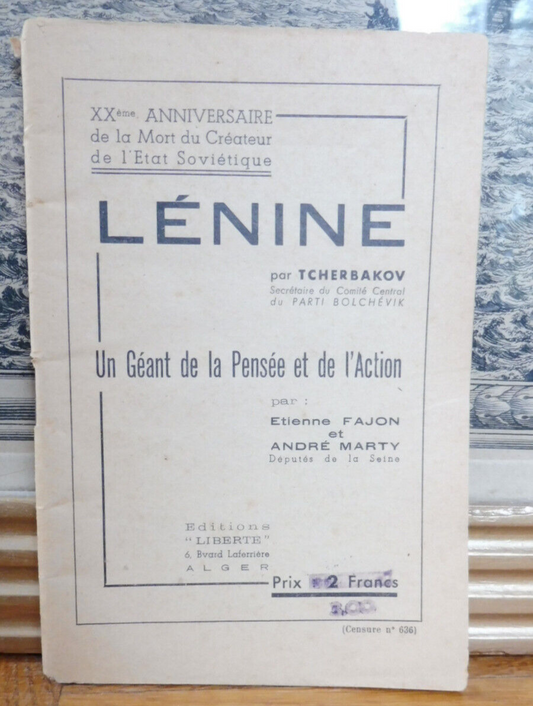 XXème ANNIVERSAIRE
de la Mort du Créateur
de l'Etat Soviétique
LÉNINE
par TCHERBAKOV
Secrétaire du Comité Central
du PARTI BOLCHÉVIK
Un Géant de la Pensée et de l'Action
par :
Etienne FAJON
et
ANDRÉ MARTY
Députés de la Seine
Editions
"LIBERTE"
6, Bvard Laferrière
ALGER
Prix 2 Francs
(Censure n° 636)